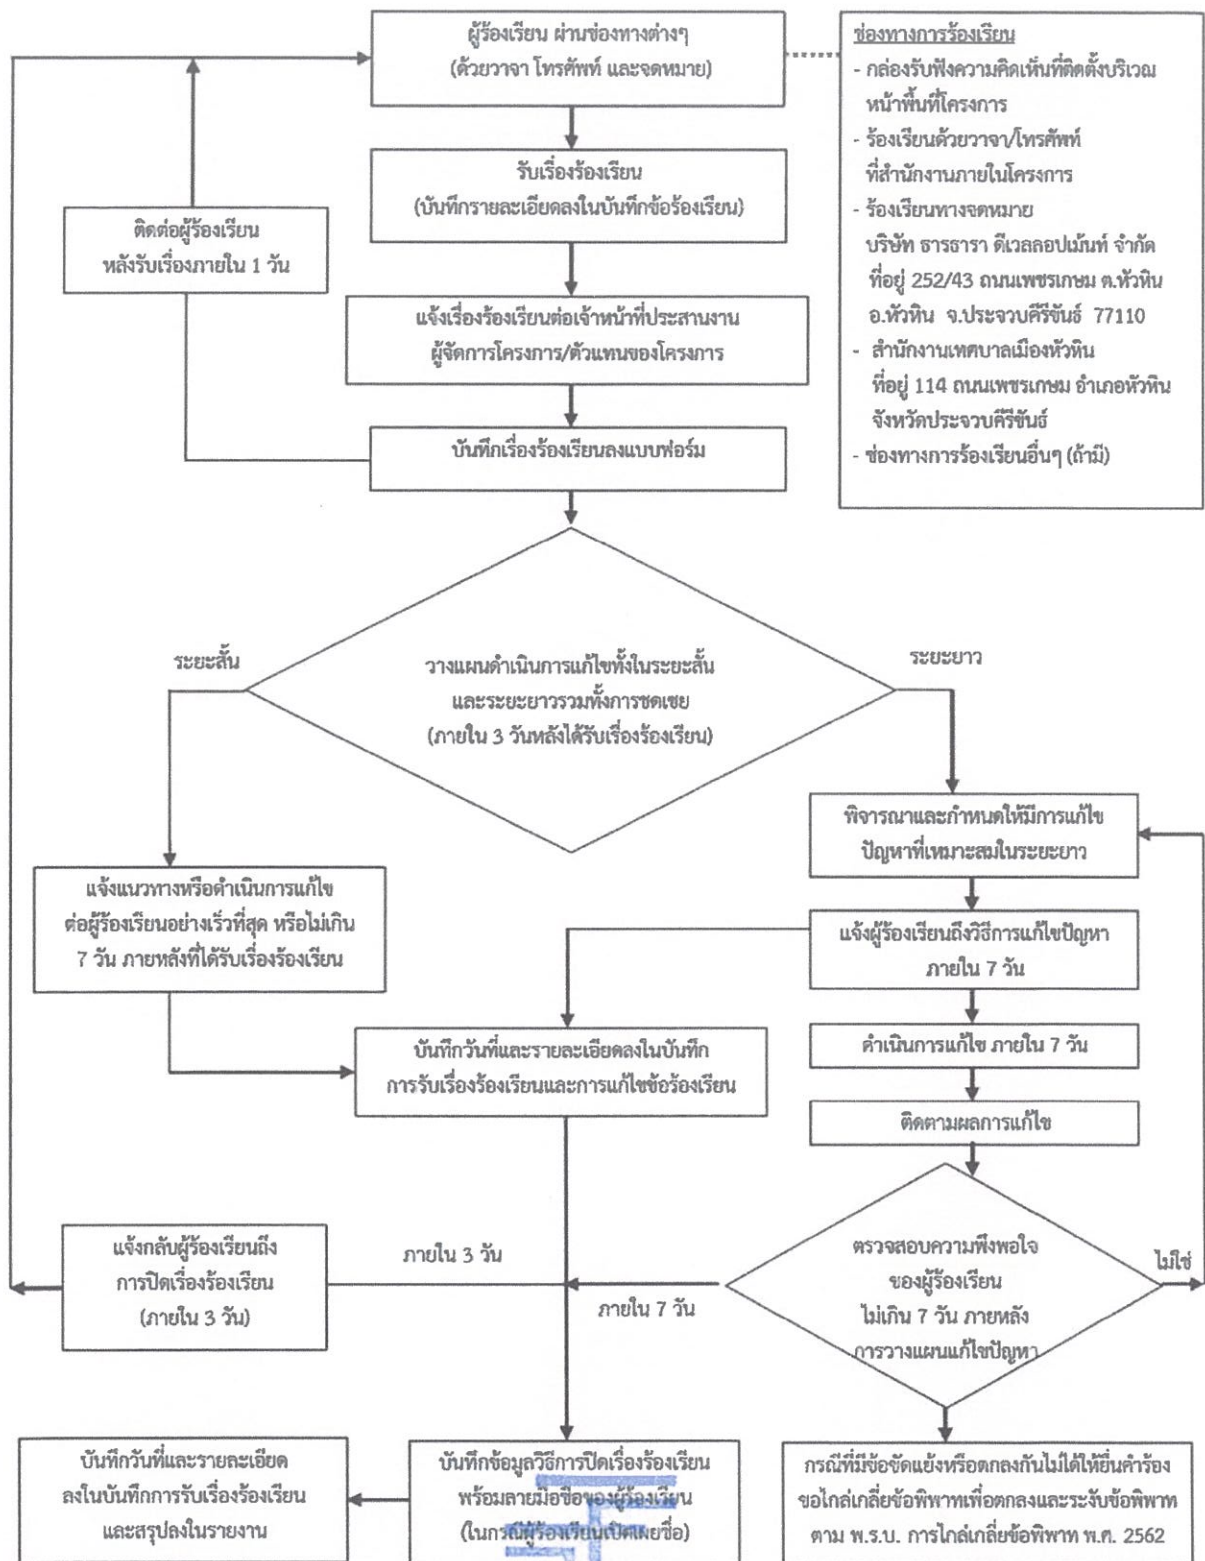 ผู้ร้องเรียน ผ่านช่องทางต่างๆ
(ด้วยวาจา โทรศัพท์ และจดหมาย)
ช่องทางการร้องเรียน
- กล่องรับฟังความคิดเห็นที่ติดตั้งบริเวณ
หน้าพื้นที่โครงการ
- ร้องเรียนด้วยวาจา/โทรศัพท์
ที่สำนักงานภายในโครงการ
- ร้องเรียนทางจดหมาย
บริษัท ธารธารา ดีเวลลอปเม้นท์ จำกัด
ที่อยู่ 252/43 ถนนเพชรเกษม ต.หัวหิน
อ.หัวหิน จ.ประจวบคีรีขันธ์ 77110
- สำนักงานเทศบาลเมืองหัวหิน
ที่อยู่ 114 ถนนเพชรเกษม อำเภอหัวหิน
จังหวัดประจวบคีรีขันธ์
- ช่องทางการร้องเรียนอื่นๆ (ถ้ามี)
รับเรื่องร้องเรียน
(บันทึกรายละเอียดลงในบันทึกข้อร้องเรียน)
ติดต่อผู้ร้องเรียน
หลังรับเรื่องภายใน 1 วัน
แจ้งเรื่องร้องเรียนต่อเจ้าหน้าที่ประสานงาน
ผู้จัดการโครงการ/ตัวแทนของโครงการ
บันทึกเรื่องร้องเรียนลงแบบฟอร์ม
ระยะสั้น
วางแผนดำเนินการแก้ไขทั้งในระยะสั้น
และระยะยาวรวมทั้งการชดเชย
(ภายใน 3 วันหลังได้รับเรื่องร้องเรียน)
ระยะยาว
พิจารณาและกำหนดให้มีการแก้ไข
ปัญหาที่เหมาะสมในระยะยาว
แจ้งแนวทางหรือดำเนินการแก้ไข
ต่อผู้ร้องเรียนอย่างเร็วที่สุด หรือไม่เกิน
7 วัน ภายหลังที่ได้รับเรื่องร้องเรียน
แจ้งผู้ร้องเรียนถึงวิธีการแก้ไขปัญหา
ภายใน 7 วัน
บันทึกวันที่และรายละเอียดลงในบันทึก
การรับเรื่องร้องเรียนและการแก้ไขข้อร้องเรียน
ดำเนินการแก้ไข ภายใน 7 วัน
ติดตามผลการแก้ไข
แจ้งกลับผู้ร้องเรียนถึง
การปิดเรื่องร้องเรียน
(ภายใน 3 วัน)
ภายใน 3 วัน
ภายใน 7 วัน
ตรวจสอบความพึงพอใจ
ของผู้ร้องเรียน
ไม่เกิน 7 วัน ภายหลัง
การวางแผนแก้ไขปัญหา
ไม่ใช่
บันทึกวันที่และรายละเอียด
ลงในบันทึกการรับเรื่องร้องเรียน
และสรุปลงในรายงาน
บันทึกข้อมูลวิธีการปิดเรื่องร้องเรียน
พร้อมลายมือชื่อของผู้ร้องเรียน
(ในกรณีผู้ร้องเรียนเปิดเผยชื่อ)
กรณีที่มีข้อขัดแย้งหรือตกลงกันไม่ได้ให้ยื่นคำร้อง
ขอไกล่เกลี่ยข้อพิพาทเพื่อตกลงและระงับข้อพิพาท
ตาม พ.ร.บ. การไกล่เกลี่ยข้อพิพาท พ.ศ. 2562